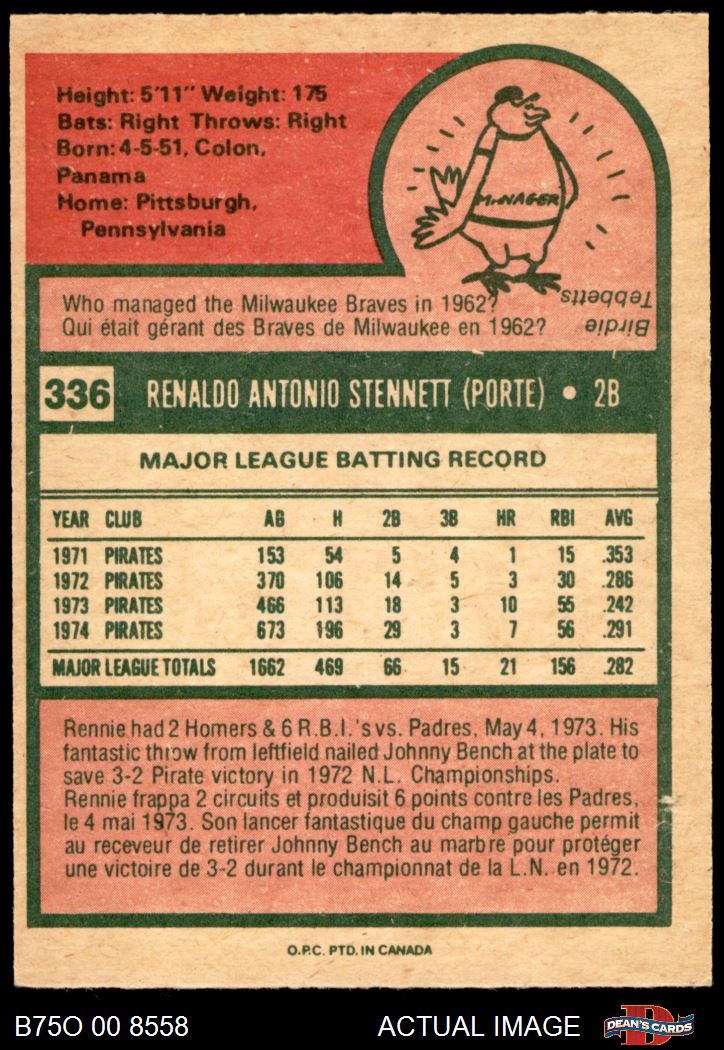 Height: 5'11" Weight: 175
Bats: Right Throws: Right
Born: 4-5-51, Colon,
Panama
Home: Pittsburgh,
Pennsylvania
MANAGER
Who managed the Milwaukee Braves in 1962?
Qui était gérant des Braves de Milwaukee en 1962?
Birdie
Tebbetts
336 RENALDO ANTONIO STENNETT (PORTE) • 2B
MAJOR LEAGUE BATTING RECORD
YEAR CLUB AB H 2B 3B HR RBI AVG
1971 PIRATES 153 54 5 4 1 15 .353
1972 PIRATES 370 106 14 5 3 30 .286
1973 PIRATES 466 113 18 3 10 55 .242
1974 PIRATES 673 196 29 3 7 56 .291
MAJOR LEAGUE TOTALS 1662 469 66 15 21 156 .282
Rennie had 2 Homers & 6 R.B.I.'s vs. Padres, May 4, 1973. His
fantastic throw from leftfield nailed Johnny Bench at the plate to
save 3-2 Pirate victory in 1972 N.L. Championships.
Rennie frappa 2 circuits et produisit 6 points contre les Padres,
le 4 mai 1973. Son lancer fantastique du champ gauche permit
au receveur de retirer Johnny Bench au marbre pour protéger
une victoire de 3-2 durant le championnat de la L.N. en 1972.
O.P.C. PTD. IN CANADA
B75O 00 8558 ACTUAL IMAGE
D
DEAN'S CARDS